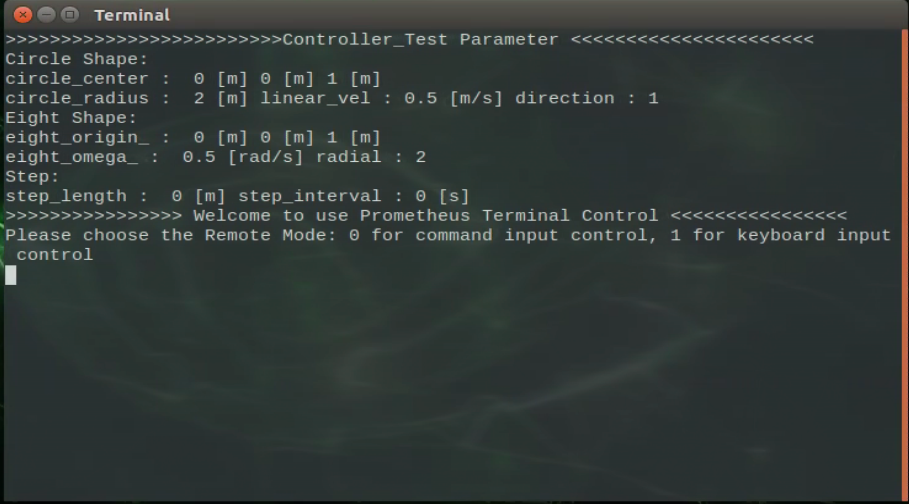 Terminal
>>>>>>>>>>>>>>>>>>>>>>>>>Controller_Test Parameter <<<<<<<<<<<<<<<<<<<<<<
Circle Shape:
circle_center :  0 [m] 0 [m] 1 [m]
circle_radius :  2 [m] linear_vel : 0.5 [m/s] direction : 1
Eight Shape:
eight_origin_ :  0 [m] 0 [m] 1 [m]
eight_omega_ :  0.5 [rad/s] radial : 2
Step:
step_length :  0 [m] step_interval : 0 [s]
>>>>>>>>>>>>>>>> Welcome to use Prometheus Terminal Control <<<<<<<<<<<<<<<<
Please choose the Remote Mode: 0 for command input control, 1 for keyboard input
 control